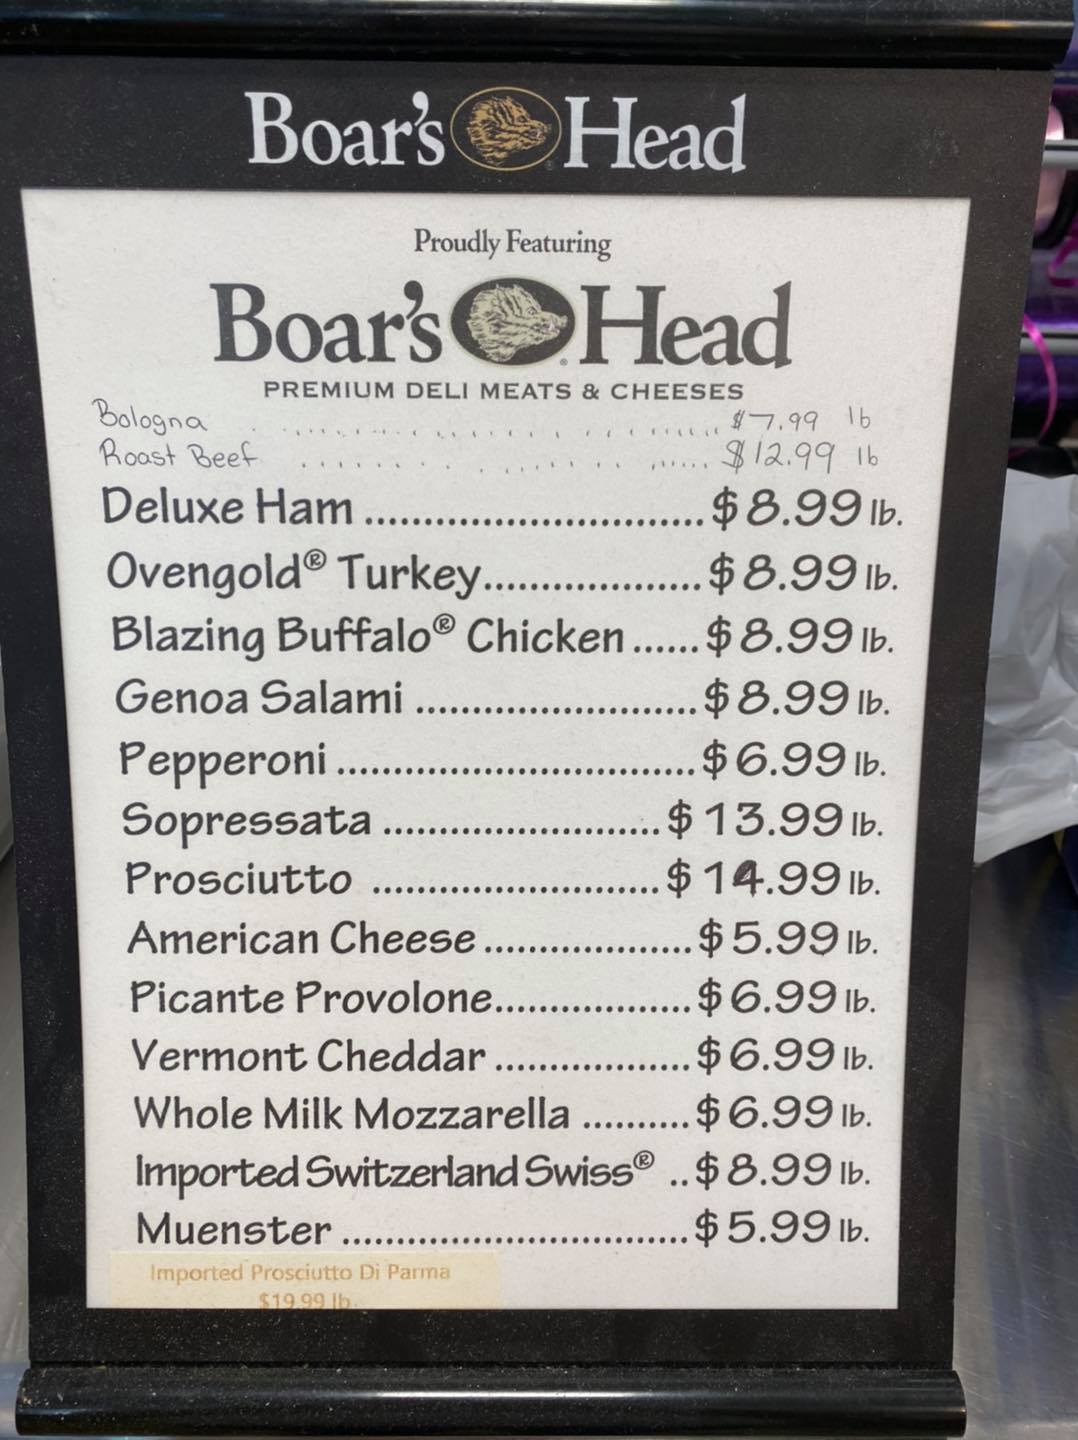 Boar's Head
Proudly Featuring
Boar's Head
PREMIUM DELI MEATS & CHEESES
Bologna .......................... $7.99 lb
Roast Beef .......................... $12.99 lb
Deluxe Ham .............................. $8.99 lb.
Ovengold® Turkey................... $8.99 lb.
Blazing Buffalo® Chicken ...... $8.99 lb.
Genoa Salami ......................... $8.99 lb.
Pepperoni ................................ $6.99 lb.
Sopressata ......................... $13.99 lb.
Prosciutto .......................... $14.99 lb.
American Cheese ................... $5.99 lb.
Picante Provolone.................. $6.99 lb.
Vermont Cheddar .................. $6.99 lb.
Whole Milk Mozzarella .......... $6.99 lb.
Imported Switzerland Swiss® .. $8.99 lb.
Muenster ............................... $5.99 lb.
Imported Prosciutto Di Parma
$19.99 lb.